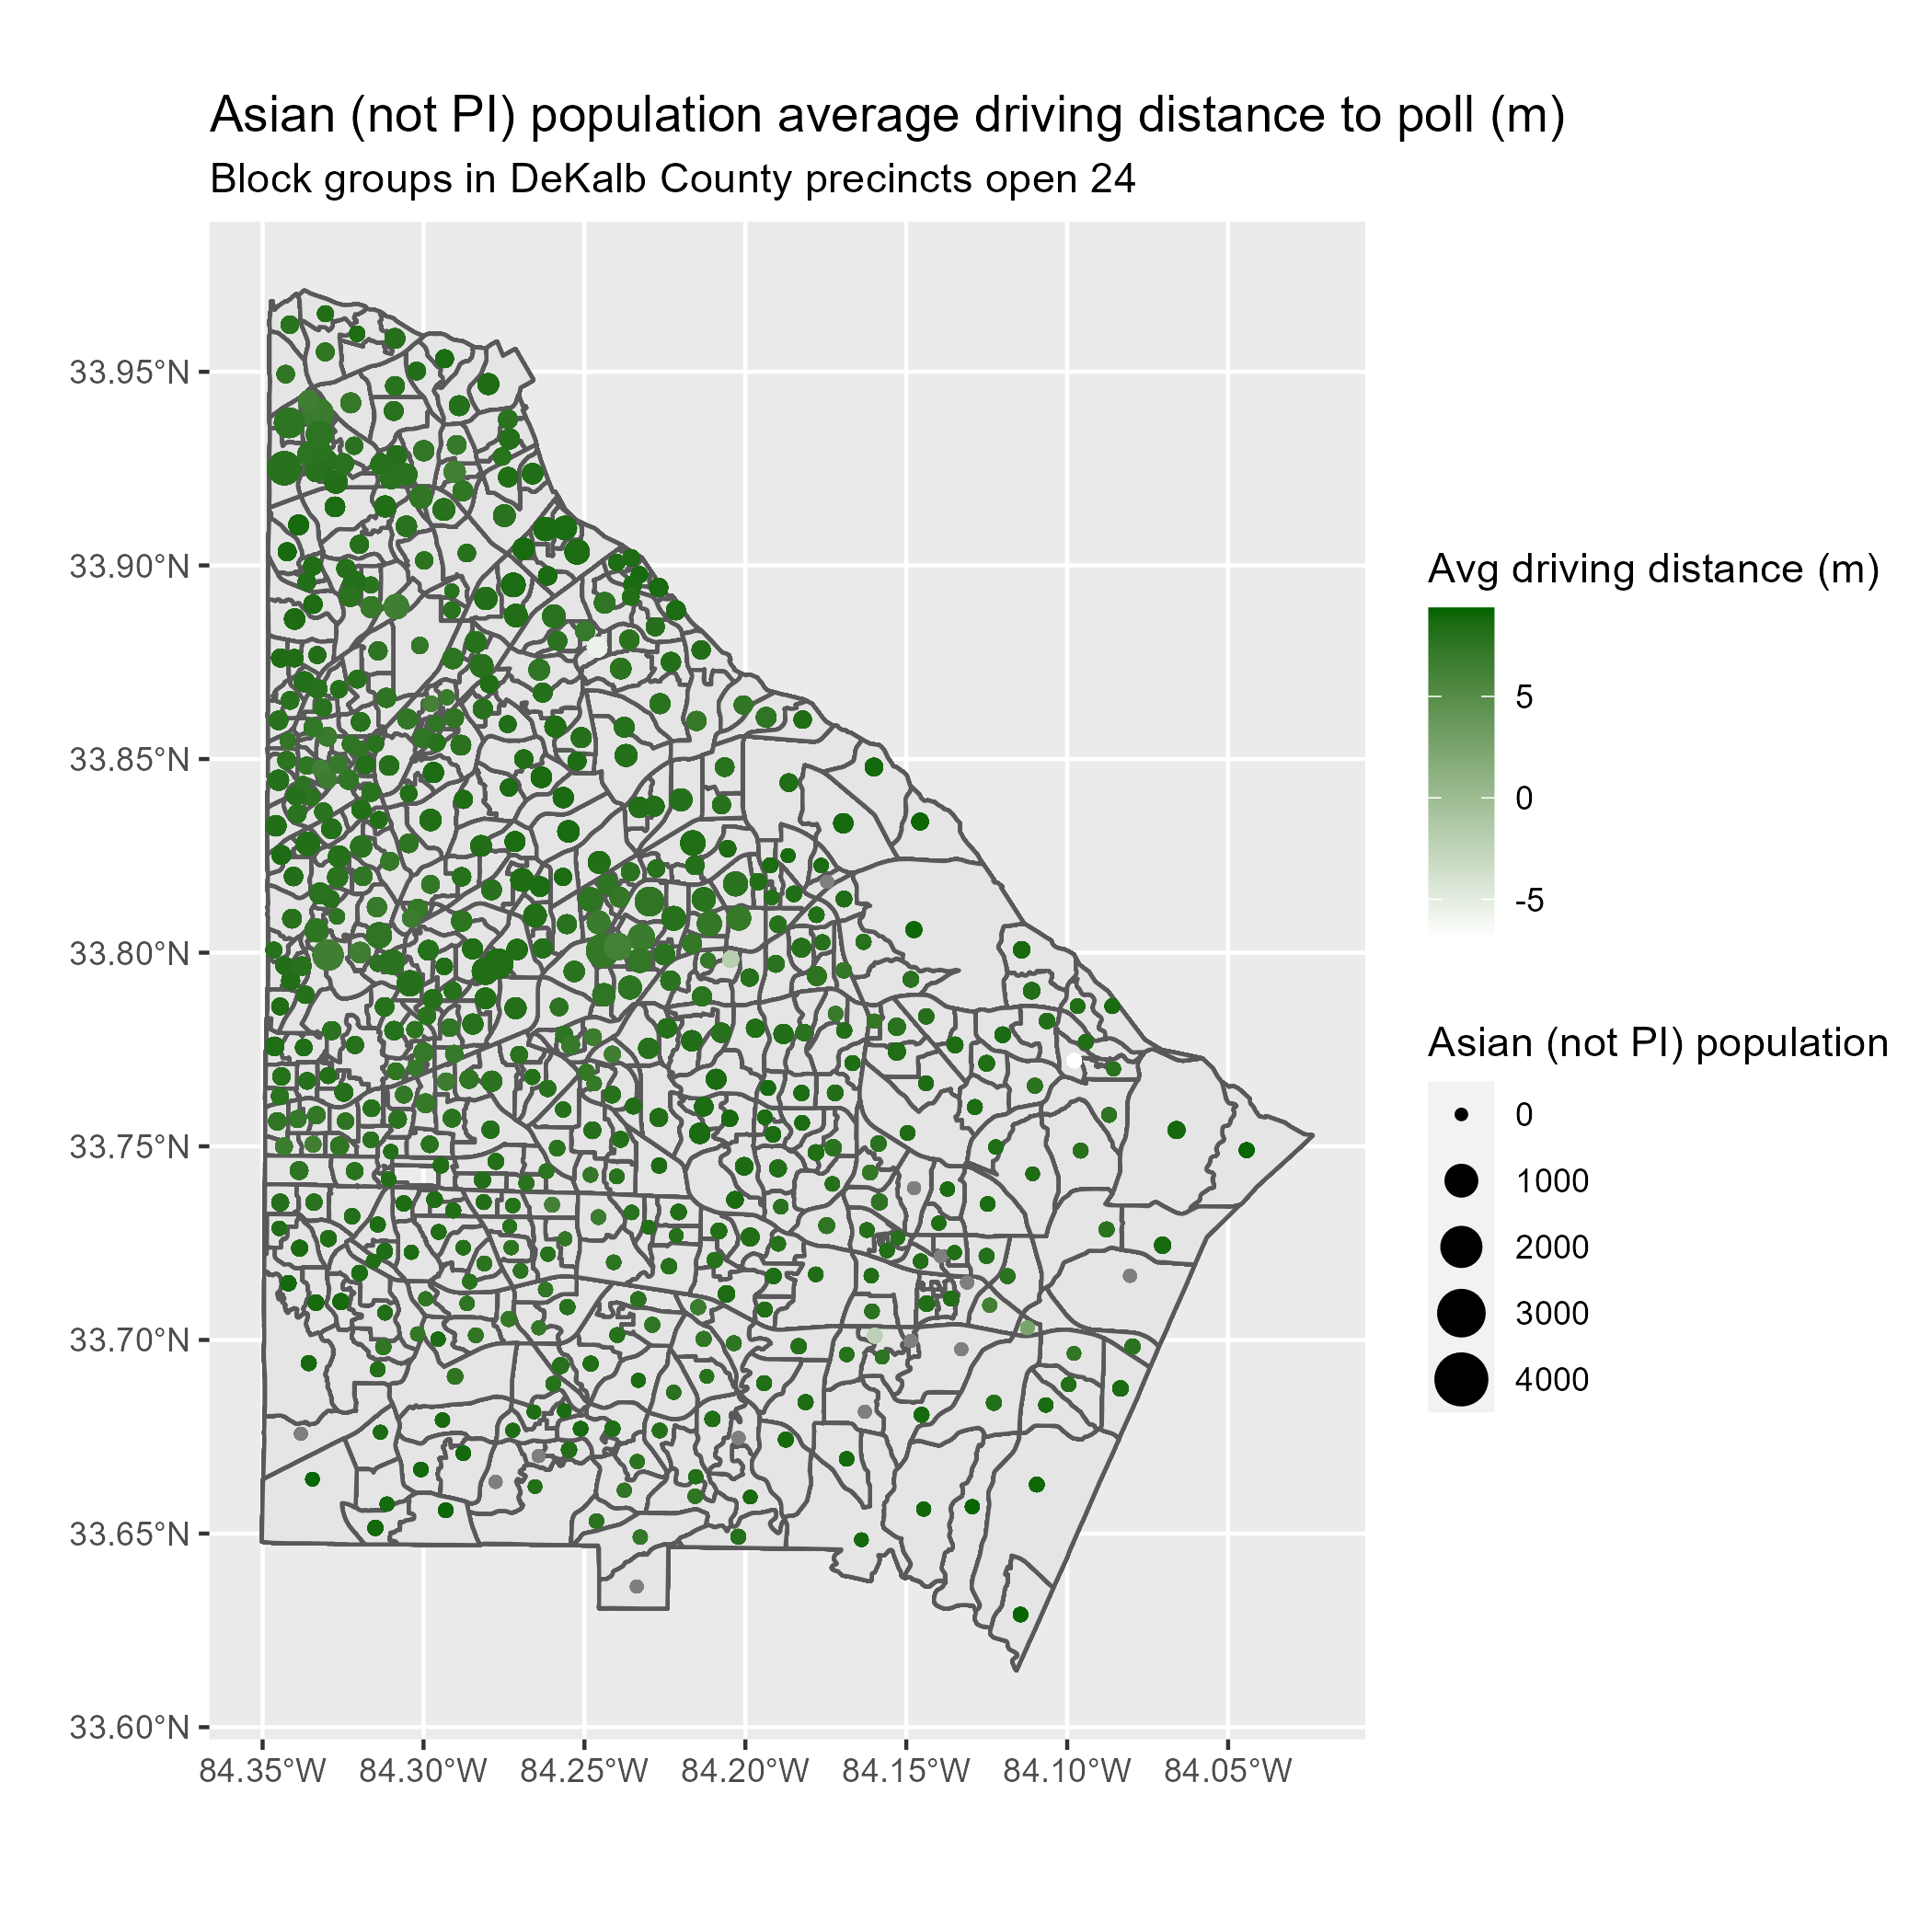 Asian (not PI) population average driving distance to poll (m)
Block groups in DeKalb County precincts open 24
33.95°N
33.90°N
33.85°N
33.80°N
33.75°N
33.70°N
33.65°N
33.60°N
84.35°W
84.30°W
84.25°W
84.20°W
84.15°W
84.10°W
84.05°W
Avg driving distance (m)
5
0
-5
Asian (not PI) population
0
1000
2000
3000
4000